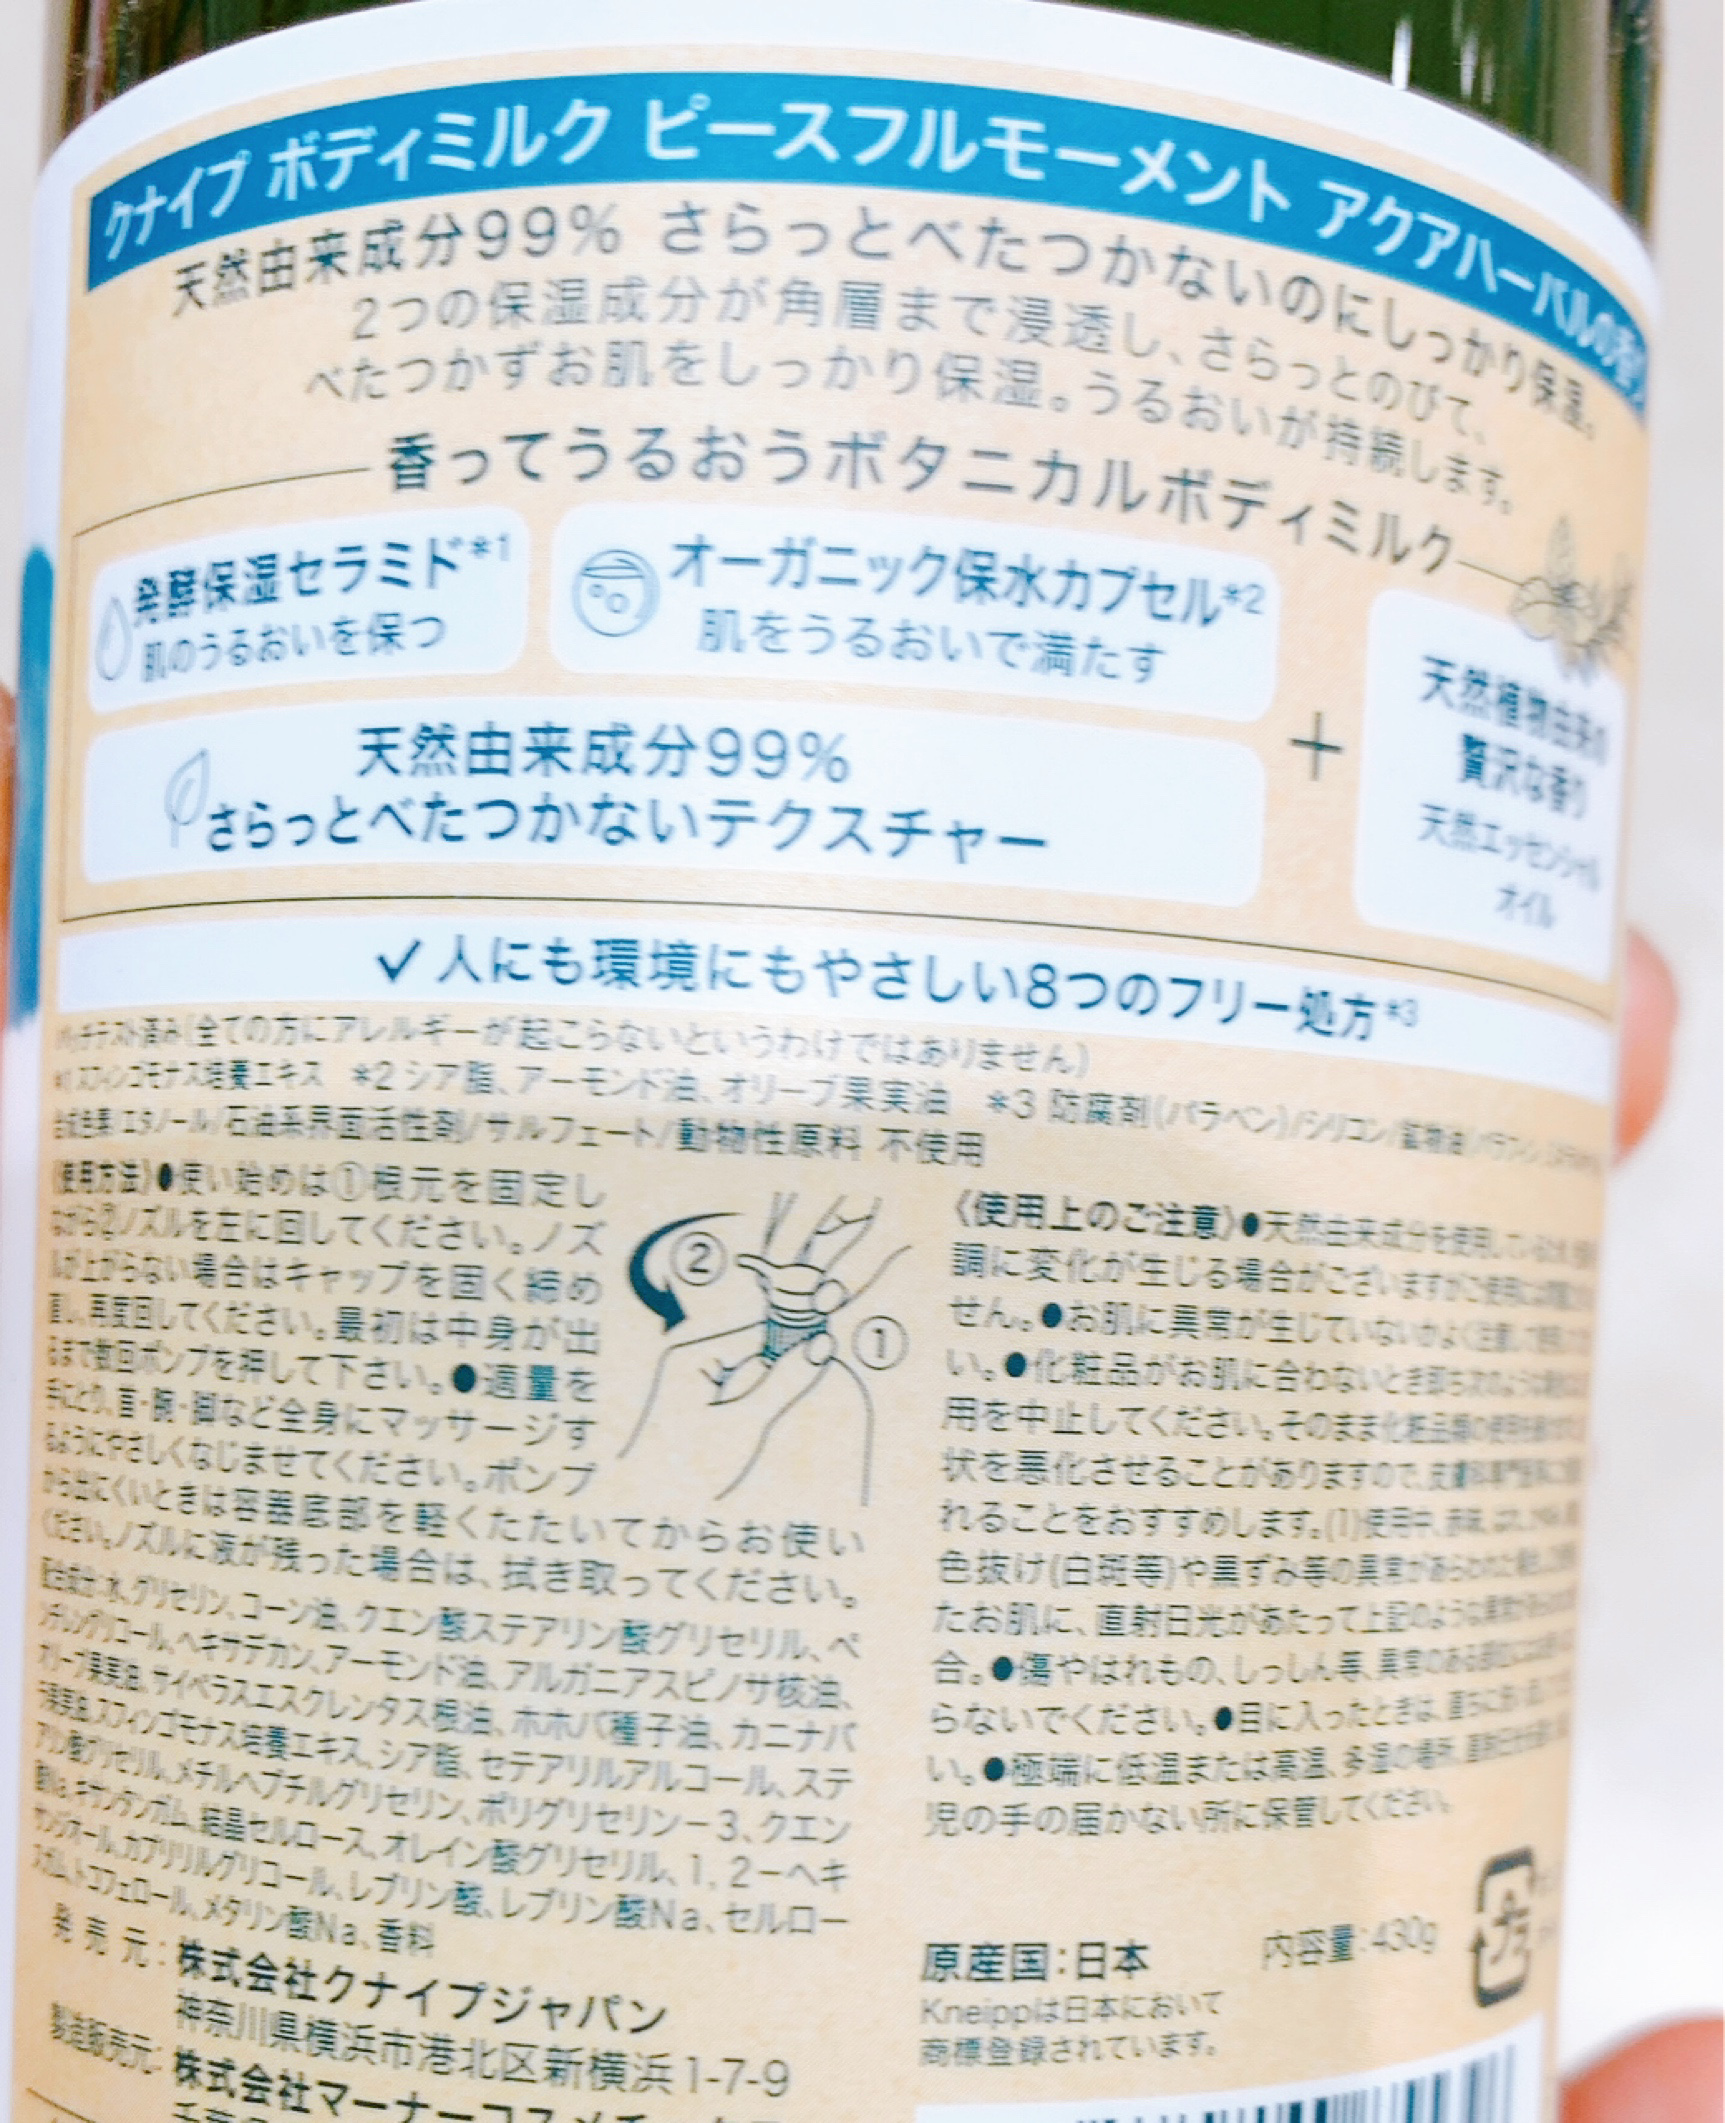 クナイプ ボディミルク ピースフルモーメント アクアハーバルの香り
天然由来成分99% さらっとべたつかないのにしっかり保湿。
2つの保湿成分が角層まで浸透し、さらっとのびて、
べたつかずお肌をしっかり保湿。うるおいが持続します。
香ってうるおうボタニカルボディミルク
発酵保湿セラミド*1
肌のうるおいを保つ
オーガニック保水カプセル*2
肌をうるおいで満たす
天然由来成分99%
さらっとべたつかないテクスチャー
+
天然植物由来の
贅沢な香り
天然エッセンシャル
オイル
✓人にも環境にもやさしい8つのフリー処方*3
パッチテスト済み(全ての方にアレルギーが起こらないというわけではありません)
*1スフィンゴモナス培養エキス *2 シア脂、アーモンド油、オリーブ果実油 *3 防腐剤(パラベン)/シリコン/鉱物油
合成色素/エタノール/石油系界面活性剤/サルフェート/動物性原料 不使用
《使用方法》●使い始めは①根元を固定し
ながら②ノズルを左に回してください。ノズ
ルが上がらない場合はキャップを固く締め
直し、再度回してください。最初は中身が出
るまで数回ポンプを押して下さい。●適量を
手にとり、首・腕・脚など全身にマッサージす
るようにやさしくなじませてください。ポンプ
から出にくいときは容器底部を軽くたたいてからお使い
ください。ノズルに液が残った場合は、拭き取ってください。
②
①
配合成分:水、グリセリン、コーン油、クエン酸ステアリン酸グリセリル、ペ
ンチレングリコール、ヘキサデカン、アーモンド油、アルガニアスピノサ核油、
オリーブ果実油、サイペラスエスクレンタス根油、ホホバ種子油、カニナバ
ラ果実油、スフィンゴモナス培養エキス、シア脂、セテアリルアルコール、ステ
アリン酸グリセリル、メチルヘプチルグリセリン、ポリグリセリン－3、クエン
酸Na、キサンタンガム、結晶セルロース、オレイン酸グリセリル、1，2－ヘキ
サンジオール、カプリリルグリコール、レブリン酸、レブリン酸Na、セルロー
スガム、トコフェロール、メタリン酸Na、香料
発売元:株式会社クナイプジャパン
神奈川県横浜市港北区新横浜1-7-9
製造販売元:株式会社マーナーコスメチックス
《使用上のご注意》●天然由来成分を使用している
調に変化が生じる場合がございますがご使用には
せん。●お肌に異常が生じていないかよく注意して使用
い。●化粧品がお肌に合わないとき即ち次のような場合
用を中止してください。そのまま化粧品類の使用を
状を悪化させることがありますので、皮膚科専門医
れることをおすすめします。(1)使用中、赤味、はれ、
色抜け(白斑等)や黒ずみ等の異常があらわれた場合
たお肌に、直射日光があたって上記のような異常が
合。●傷やはれもの、しっしん等、異常のある部位には
らないでください。●目に入ったときは、直ちに
い。●極端に低温または高温、多湿の場所、直射日光
児の手の届かない所に保管してください。
原産国:日本
内容量:430g
Kneippは日本において
商標登録されています。
プラ